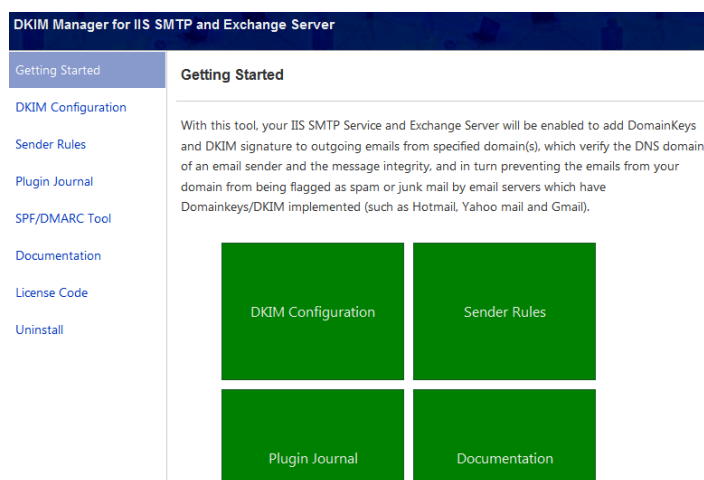 DKIM Manager for IIS SMTP and Exchange Server
Getting Started
DKIM Configuration
Sender Rules
Plugin Journal
SPF/DMARC Tool
Documentation
License Code
Uninstall
Getting Started
With this tool, your IIS SMTP Service and Exchange Server will be enabled to add DomainKeys
and DKIM signature to outgoing emails from specified domain(s), which verify the DNS domain
of an email sender and the message integrity, and in turn preventing the emails from your
domain from being flagged as spam or junk mail by email servers which have
Domainkeys/DKIM implemented (such as Hotmail, Yahoo mail and Gmail).
DKIM Configuration
Sender Rules
Plugin Journal
Documentation